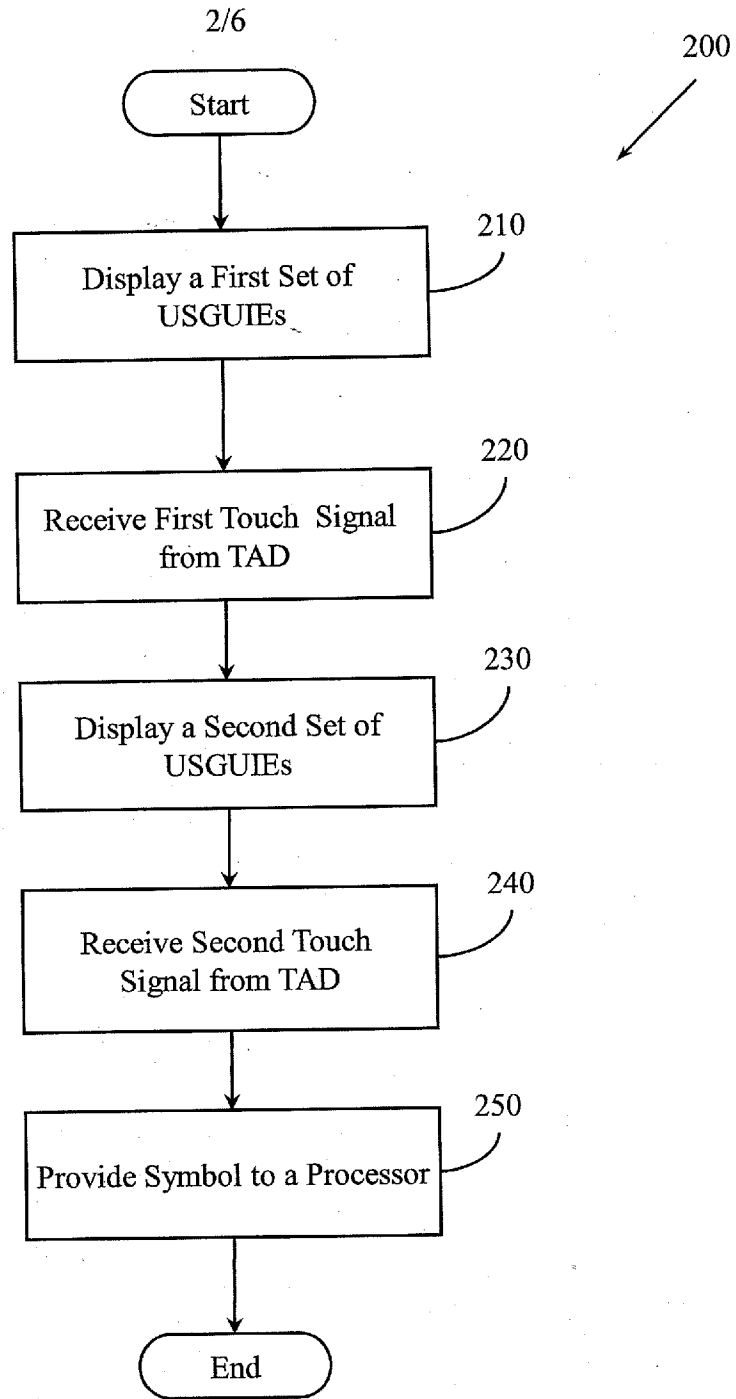 2/6
200
Start
210
Display a First Set of
USGUIEs
220
Receive First Touch Signal
from TAD
230
Display a Second Set of
USGUIEs
240
Receive Second Touch
Signal from TAD
250
Provide Symbol to a Processor
End